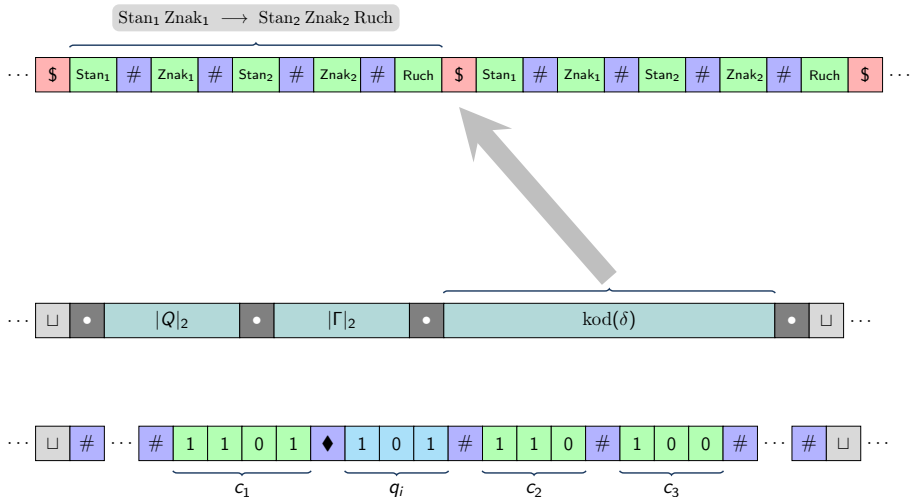 Stan₁ Znak₁ ⟶ Stan₂ Znak₂ Ruch
··· $ Stan₁ # Znak₁ # Stan₂ # Znak₂ # Ruch $ Stan₁ # Znak₁ # Stan₂ # Znak₂ # Ruch $ ···
··· ⊔ • |Q|₂ • |Γ|₂ • kod(δ) • ⊔ ···
··· ⊔ # ··· # 1 1 0 1 ♦ 1 0 1 # 1 1 0 # 1 0 0 # ··· # ⊔ ···
c₁ qᵢ c₂ c₃